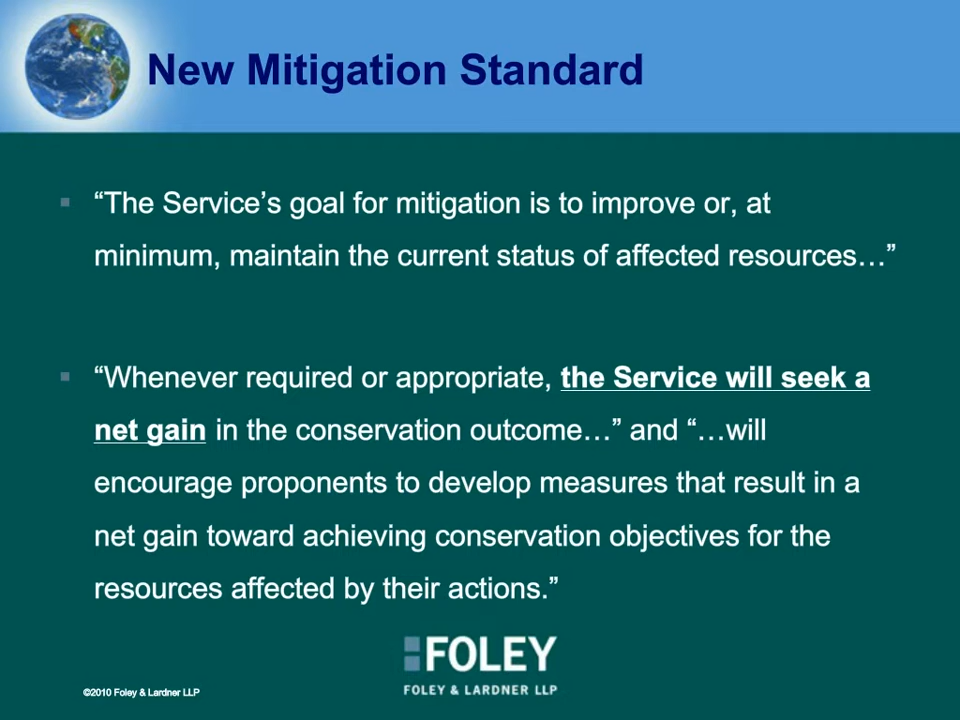 New Mitigation Standard
“The Service’s goal for mitigation is to improve or, at
minimum, maintain the current status of affected resources…”
“Whenever required or appropriate, the Service will seek a
net gain in the conservation outcome…” and “…will
encourage proponents to develop measures that result in a
net gain toward achieving conservation objectives for the
resources affected by their actions.”
FOLEY
FOLEY & LARDNER LLP
©2010 Foley & Lardner LLP